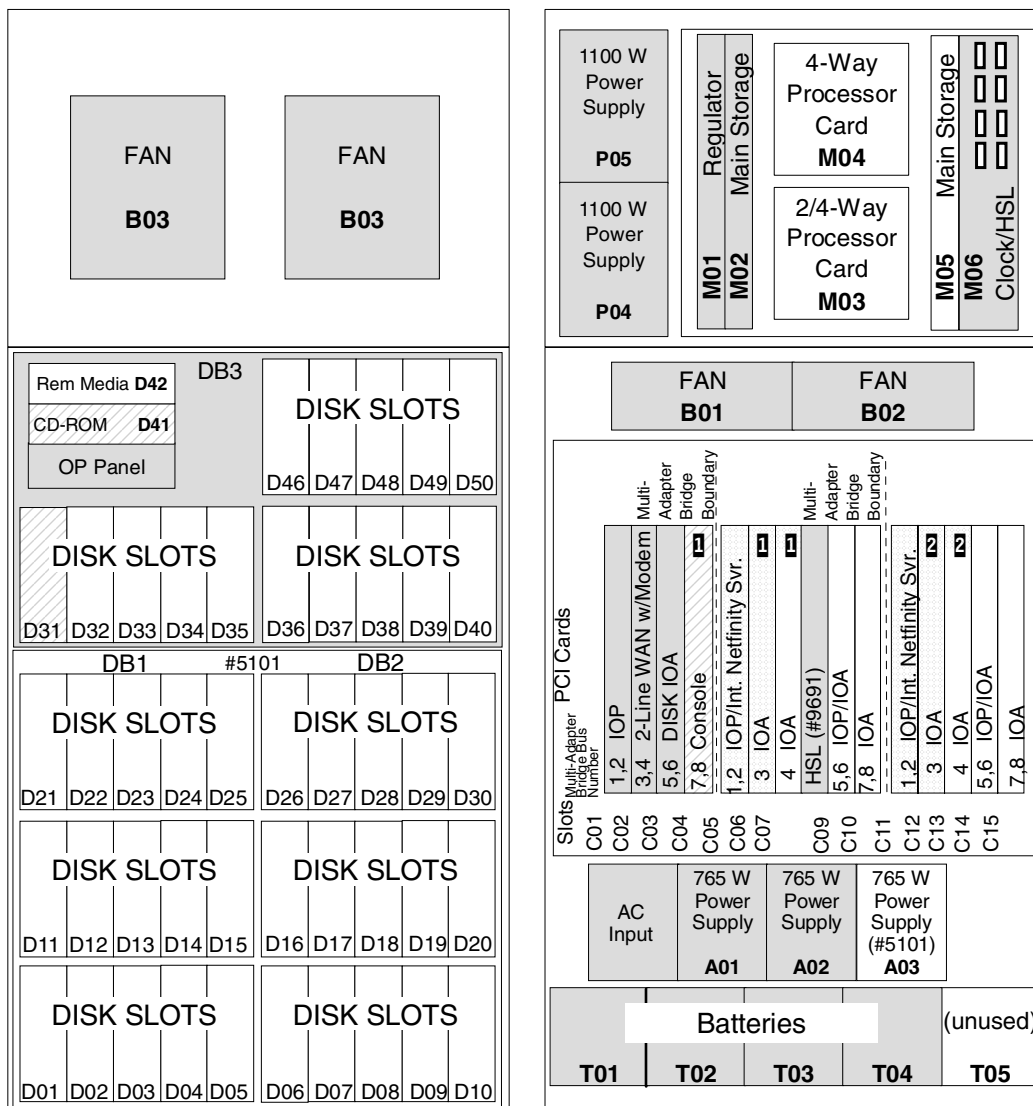 FAN
B03
FAN
B03
Rem Media D42
CD-ROM D41
OP Panel
DB3
DISK SLOTS
D46 D47 D48 D49 D50
DISK SLOTS
D31 D32 D33 D34 D35
DISK SLOTS
D36 D37 D38 D39 D40
DB1 #5101 DB2
DISK SLOTS
D21 D22 D23 D24 D25
DISK SLOTS
D26 D27 D28 D29 D30
DISK SLOTS
D11 D12 D13 D14 D15
DISK SLOTS
D16 D17 D18 D19 D20
DISK SLOTS
D01 D02 D03 D04 D05
DISK SLOTS
D06 D07 D08 D09 D10
1100 W
Power
Supply
P05
1100 W
Power
Supply
P04
M01 Regulator
M02 Main Storage
4-Way
Processor
Card
M04
2/4-Way
Processor
Card
M03
M05 Main Storage
M06
Clock/HSL
FAN
B01
FAN
B02
Slots
Multi-Adapter
Bridge Bus
Number
PCI Cards
1,2 IOP
3,4 2-Line WAN w/Modem
5,6 DISK IOA
7,8 Console 1
Multi-
Adapter
Bridge
Boundary
1,2 IOP/Int. Netfinity Svr.
3 IOA 1
4 IOA 1
HSL (#9691)
5,6 IOP/IOA
7,8 IOA
Multi-
Adapter
Bridge
Boundary
1,2 IOP/Int. Netfinity Svr.
3 IOA 2
4 IOA 2
5,6 IOP/IOA
7,8 IOA
C01
C02
C03
C04
C05
C06
C07
C09
C10
C11
C12
C13
C14
C15
AC
Input
765 W
Power
Supply
A01
765 W
Power
Supply
A02
765 W
Power
Supply
(#5101)
A03
Batteries
(unused)
T01 T02 T03 T04 T05